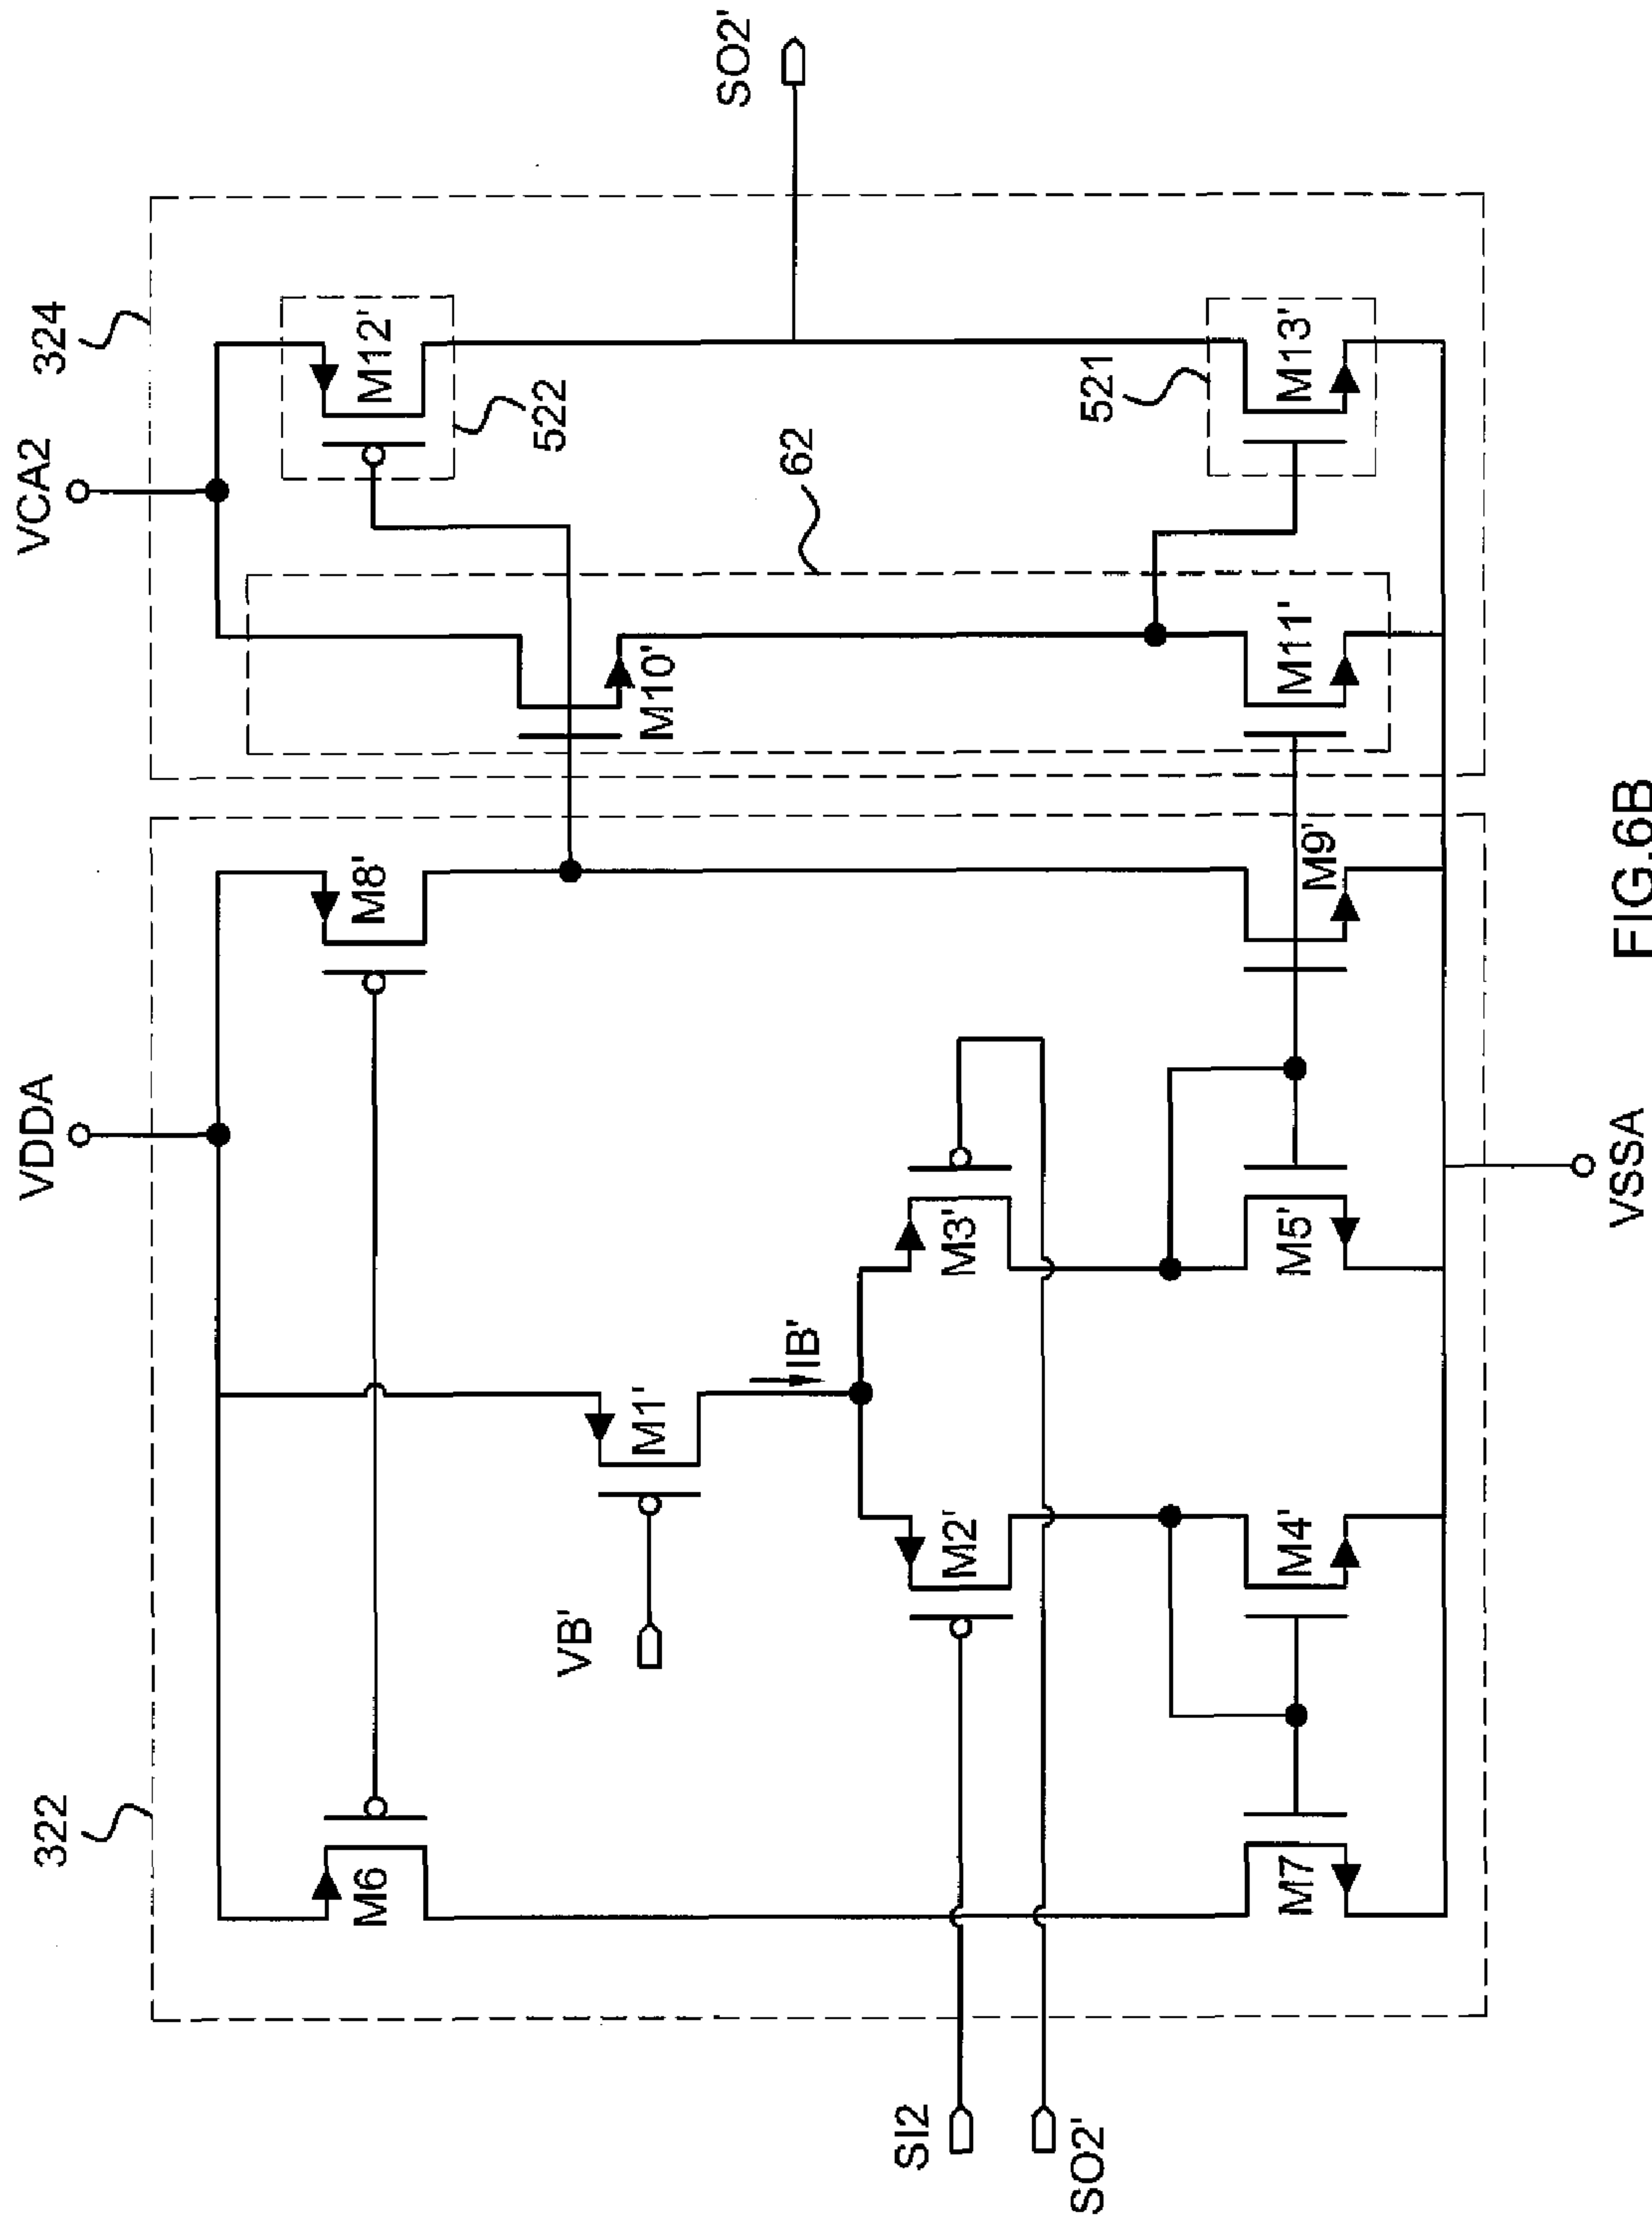 VDDA
VCA2
322
324
M6
M8'
M12'
522
VB'
M1'
IB'
M10'
62
SO2'
SI2
SO2'
M2'
M3'
521
M7
M4'
M5'
M9'
M11'
M13'
VSSA
FIG.6B